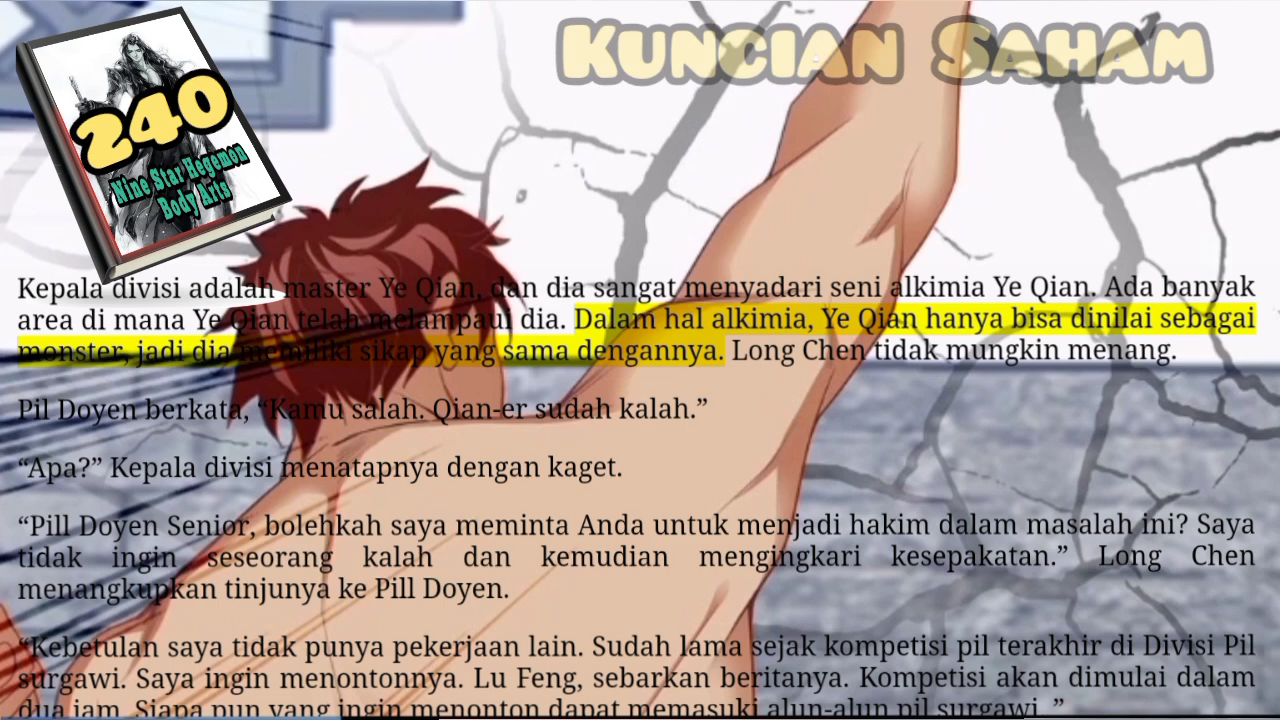 Kuncian Saham
240
Nine Star Hegemon
Body Arts
Kepala divisi adalah master Ye Qian, dan dia sangat menyadari seni alkimia Ye Qian. Ada banyak
area di mana Ye Qian telah melampaui dia. Dalam hal alkimia, Ye Qian hanya bisa dinilai sebagai
monster, jadi dia memiliki sikap yang sama dengannya. Long Chen tidak mungkin menang.
Pil Doyen berkata, “Kamu salah. Qian-er sudah kalah.”
“Apa?” Kepala divisi menatapnya dengan kaget.
“Pill Doyen Senior, bolehkah saya meminta Anda untuk menjadi hakim dalam masalah ini? Saya
tidak ingin seseorang kalah dan kemudian mengingkari kesepakatan.” Long Chen
menangkupkan tinjunya ke Pill Doyen.
“Kebetulan saya tidak punya pekerjaan lain. Sudah lama sejak kompetisi pil terakhir di Divisi Pil
surgawi. Saya ingin menontonnya. Lu Feng, sebarkan beritanya. Kompetisi akan dimulai dalam
dua jam. Siapa pun yang ingin menonton dapat memasuki alun-alun pil surgawi. ”